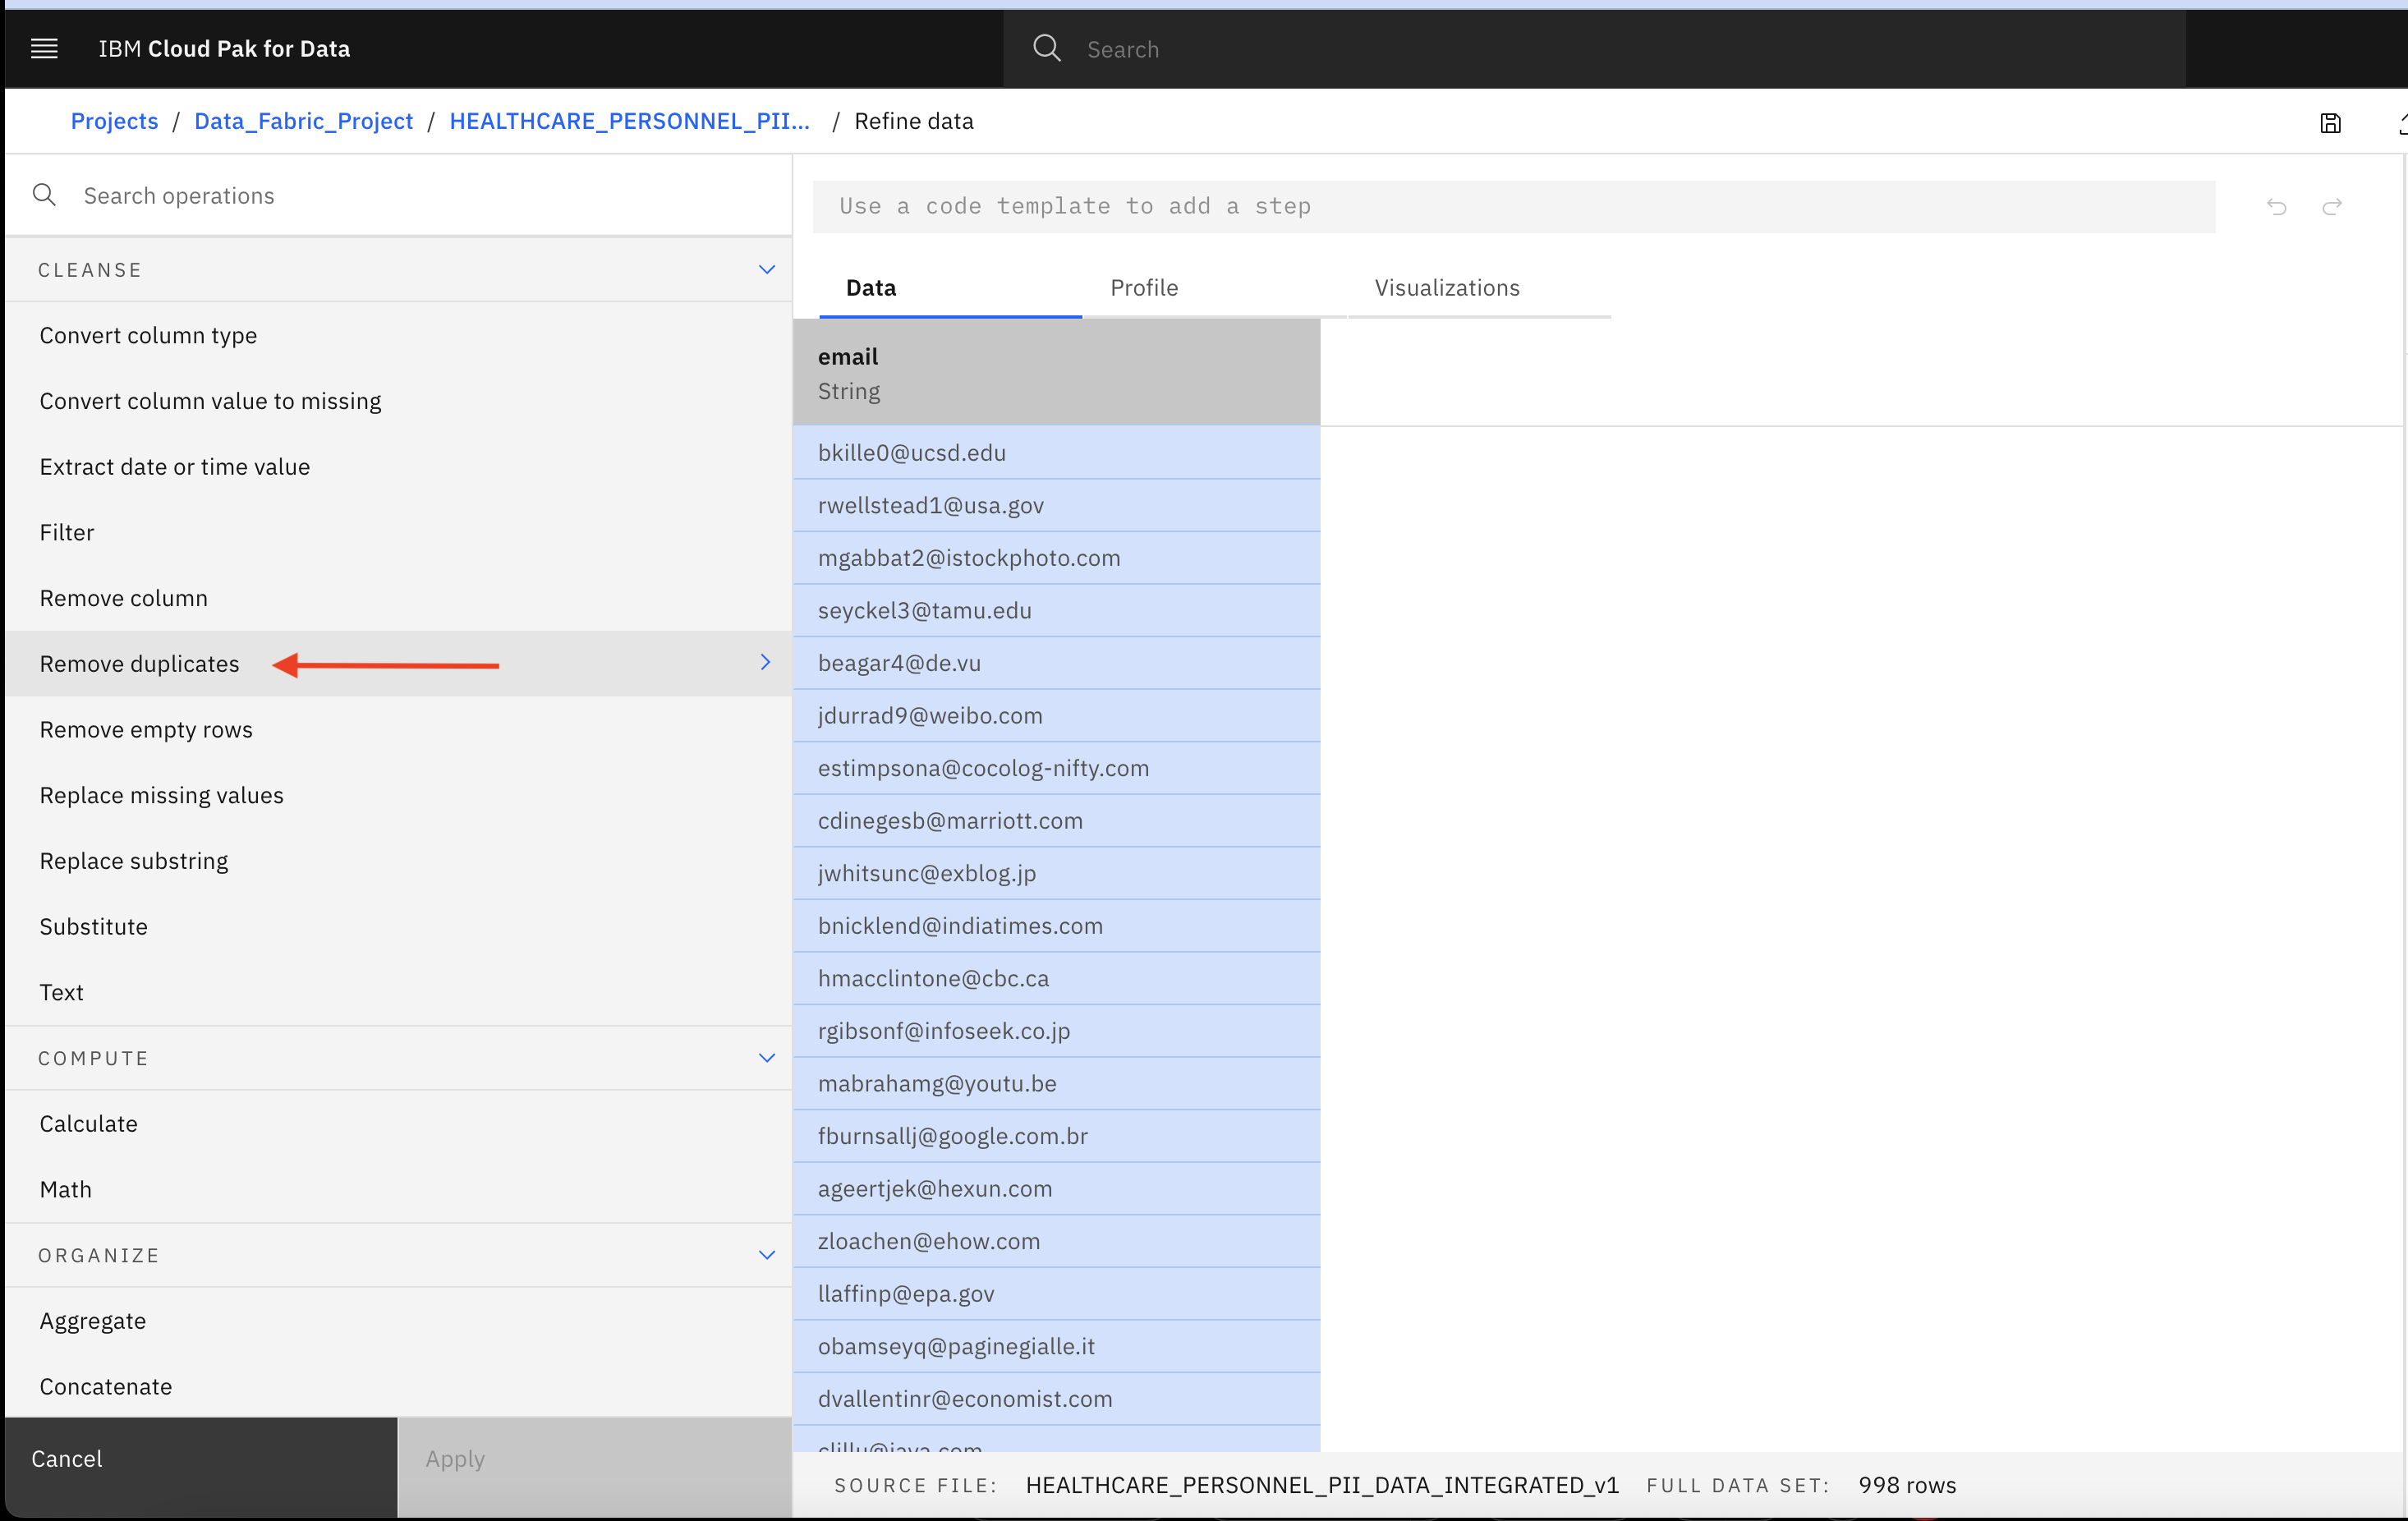 IBM Cloud Pak for Data
Search
Projects / Data_Fabric_Project / HEALTHCARE_PERSONNEL_PII... / Refine data
Search operations
CLEANSE
Convert column type
Convert column value to missing
Extract date or time value
Filter
Remove column
Remove duplicates
Remove empty rows
Replace missing values
Replace substring
Substitute
Text
COMPUTE
Calculate
Math
ORGANIZE
Aggregate
Concatenate
Cancel
Apply
Use a code template to add a step
Data Profile Visualizations
email
String
bkille0@ucsd.edu
rwellstead1@usa.gov
mgabbat2@istockphoto.com
seyckel3@tamu.edu
beagar4@de.vu
jdurrad9@weibo.com
estimpsona@cocolog-nifty.com
cdinegesb@marriott.com
jwhitsunc@exblog.jp
bnicklend@indiatimes.com
hmacclintone@cbc.ca
rgibsonf@infoseek.co.jp
mabrahamg@youtu.be
fburnsallj@google.com.br
ageertjek@hexun.com
zloachen@ehow.com
llaffinp@epa.gov
obamseyq@paginegialle.it
dvallentinr@economist.com
SOURCE FILE: HEALTHCARE_PERSONNEL_PII_DATA_INTEGRATED_v1 FULL DATA SET: 998 rows